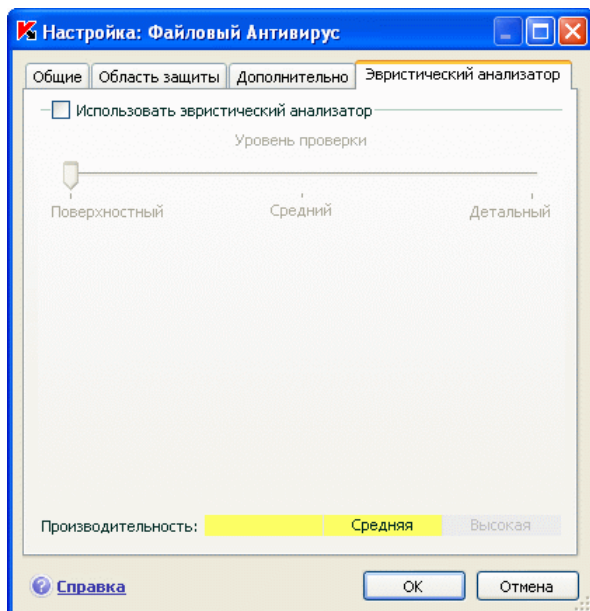 Настройка: Файловый Антивирус
Общие Область защиты Дополнительно Эвристический анализатор
Использовать эвристический анализатор
Уровень проверки
Поверхностный Средний Детальный
Производительность: Средняя Высокая
Справка OK Отмена